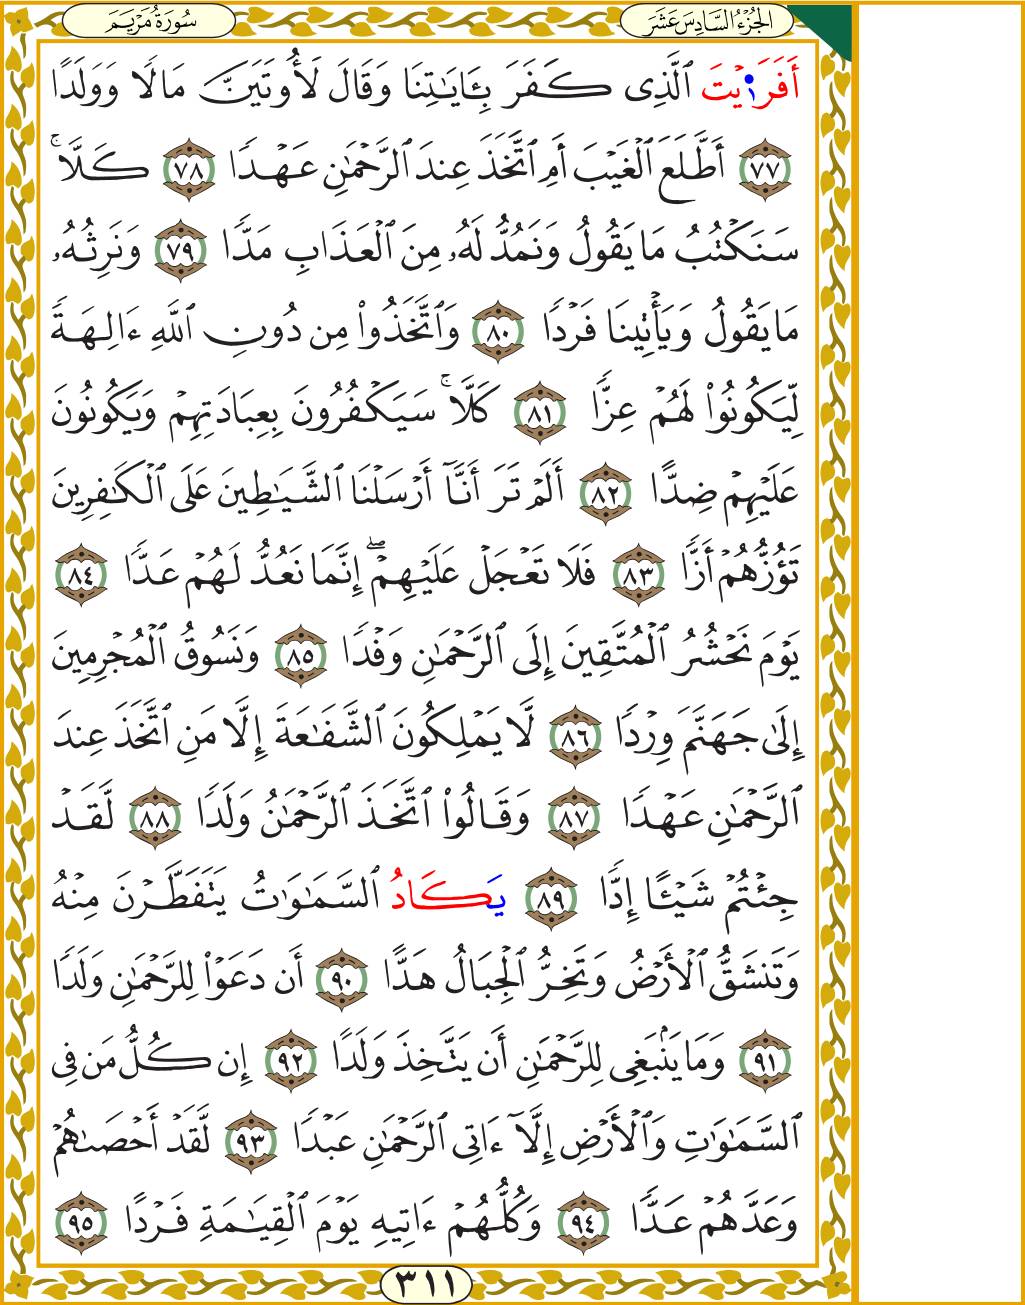 سُورَةُ مَرْيَمَ
الجُزْءُ السَّادِسَ عَشَرَ
أَفَرَءَيْتَ ٱلَّذِى كَفَرَ بِـَٔايَـٰتِنَا وَقَالَ لَأُوتَيَنَّ مَالًا وَوَلَدًا
٧٧ أَطَّلَعَ ٱلْغَيْبَ أَمِ ٱتَّخَذَ عِندَ ٱلرَّحْمَـٰنِ عَهْدًا ٧٨ كَلَّا ۚ
سَنَكْتُبُ مَا يَقُولُ وَنَمُدُّ لَهُۥ مِنَ ٱلْعَذَابِ مَدًّا ٧٩ وَنَرِثُهُۥ
مَا يَقُولُ وَيَأْتِينَا فَرْدًا ٨٠ وَٱتَّخَذُوا۟ مِن دُونِ ٱللَّهِ ءَالِهَةً
لِّيَكُونُوا۟ لَهُمْ عِزًّا ٨١ كَلَّا ۚ سَيَكْفُرُونَ بِعِبَادَتِهِمْ وَيَكُونُونَ
عَلَيْهِمْ ضِدًّا ٨٢ أَلَمْ تَرَ أَنَّآ أَرْسَلْنَا ٱلشَّيَـٰطِينَ عَلَى ٱلْكَـٰفِرِينَ
تَؤُزُّهُمْ أَزًّا ٨٣ فَلَا تَعْجَلْ عَلَيْهِمْ ۖ إِنَّمَا نَعُدُّ لَهُمْ عَدًّا ٨٤
يَوْمَ نَحْشُرُ ٱلْمُتَّقِينَ إِلَى ٱلرَّحْمَـٰنِ وَفْدًا ٨٥ وَنَسُوقُ ٱلْمُجْرِمِينَ
إِلَىٰ جَهَنَّمَ وِرْدًا ٨٦ لَّا يَمْلِكُونَ ٱلشَّفَـٰعَةَ إِلَّا مَنِ ٱتَّخَذَ عِندَ
ٱلرَّحْمَـٰنِ عَهْدًا ٨٧ وَقَالُوا۟ ٱتَّخَذَ ٱلرَّحْمَـٰنُ وَلَدًا ٨٨ لَّقَدْ
جِئْتُمْ شَيْـًٔا إِدًّا ٨٩ يَكَادُ ٱلسَّمَـٰوَٰتُ يَتَفَطَّرْنَ مِنْهُ
وَتَنشَقُّ ٱلْأَرْضُ وَتَخِرُّ ٱلْجِبَالُ هَدًّا ٩٠ أَن دَعَوْا۟ لِلرَّحْمَـٰنِ وَلَدًا
٩١ وَمَا يَنۢبَغِى لِلرَّحْمَـٰنِ أَن يَتَّخِذَ وَلَدًا ٩٢ إِن كُلُّ مَن فِى
ٱلسَّمَـٰوَٰتِ وَٱلْأَرْضِ إِلَّآ ءَاتِى ٱلرَّحْمَـٰنِ عَبْدًا ٩٣ لَّقَدْ أَحْصَىٰهُمْ
وَعَدَّهُمْ عَدًّا ٩٤ وَكُلُّهُمْ ءَاتِيهِ يَوْمَ ٱلْقِيَـٰمَةِ فَرْدًا ٩٥
٣١١